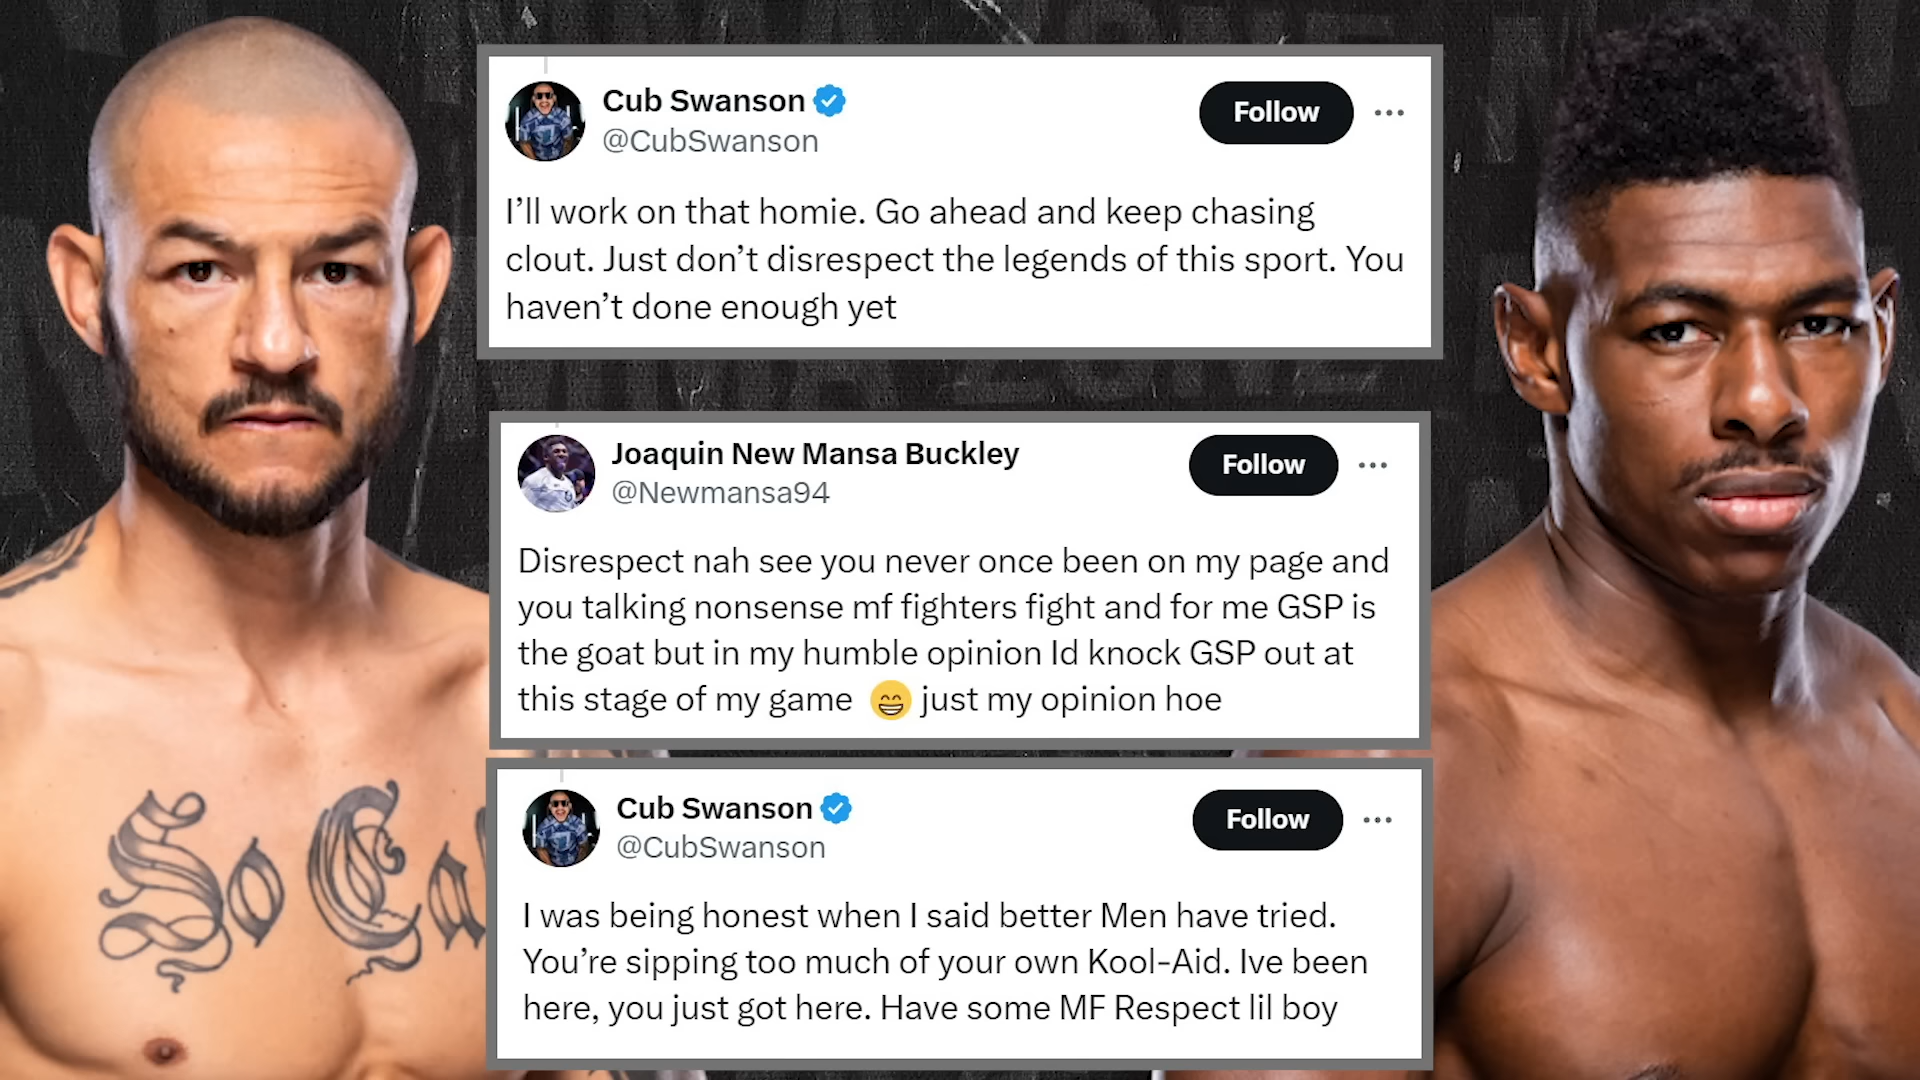 Cub Swanson
@CubSwanson
Follow
I’ll work on that homie. Go ahead and keep chasing
clout. Just don’t disrespect the legends of this sport. You
haven’t done enough yet
Joaquin New Mansa Buckley
@Newmansa94
Follow
Disrespect nah see you never once been on my page and
you talking nonsense mf fighters fight and for me GSP is
the goat but in my humble opinion Id knock GSP out at
this stage of my game 😁 just my opinion hoe
Cub Swanson
@CubSwanson
Follow
I was being honest when I said better Men have tried.
You’re sipping too much of your own Kool-Aid. Ive been
here, you just got here. Have some MF Respect lil boy
So Ca